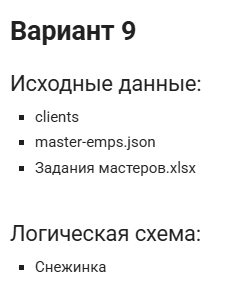 Вариант 9
Исходные данные:
clients
master-emps.json
Задания мастеров.xlsx
Логическая схема:
Снежинка